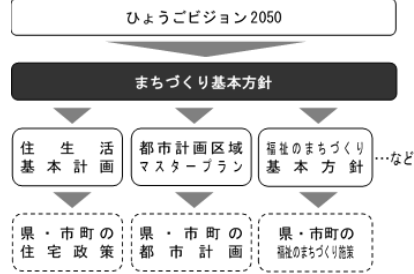 ひょうごビジョン2050
まちづくり基本方針
住生活
基本計画
都市計画区域
マスタープラン
福祉のまちづくり
基本方針
…など
県・市町の
住宅政策
県・市町の
都市計画
県・市町の
福祉のまちづくり施策